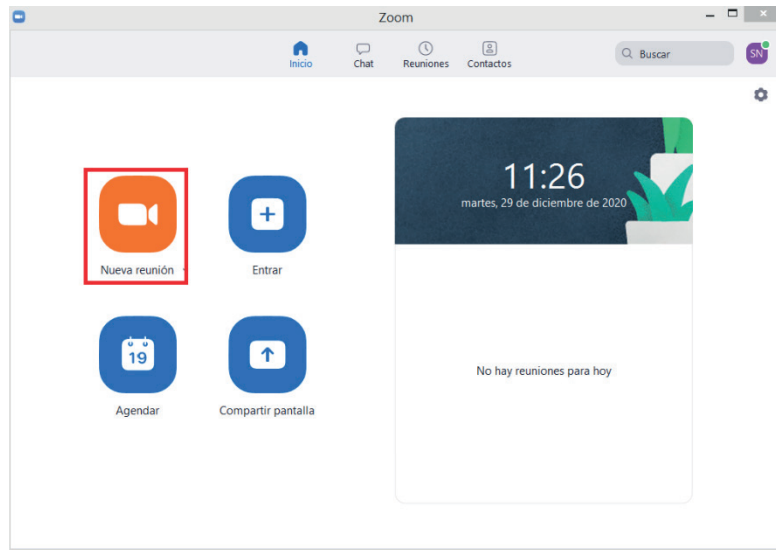 Zoom
Inicio
Chat
Reuniones
Contactos
Buscar
SN
11:26
martes, 29 de diciembre de 2020
Nueva reunión
Entrar
19
Agendar
Compartir pantalla
No hay reuniones para hoy